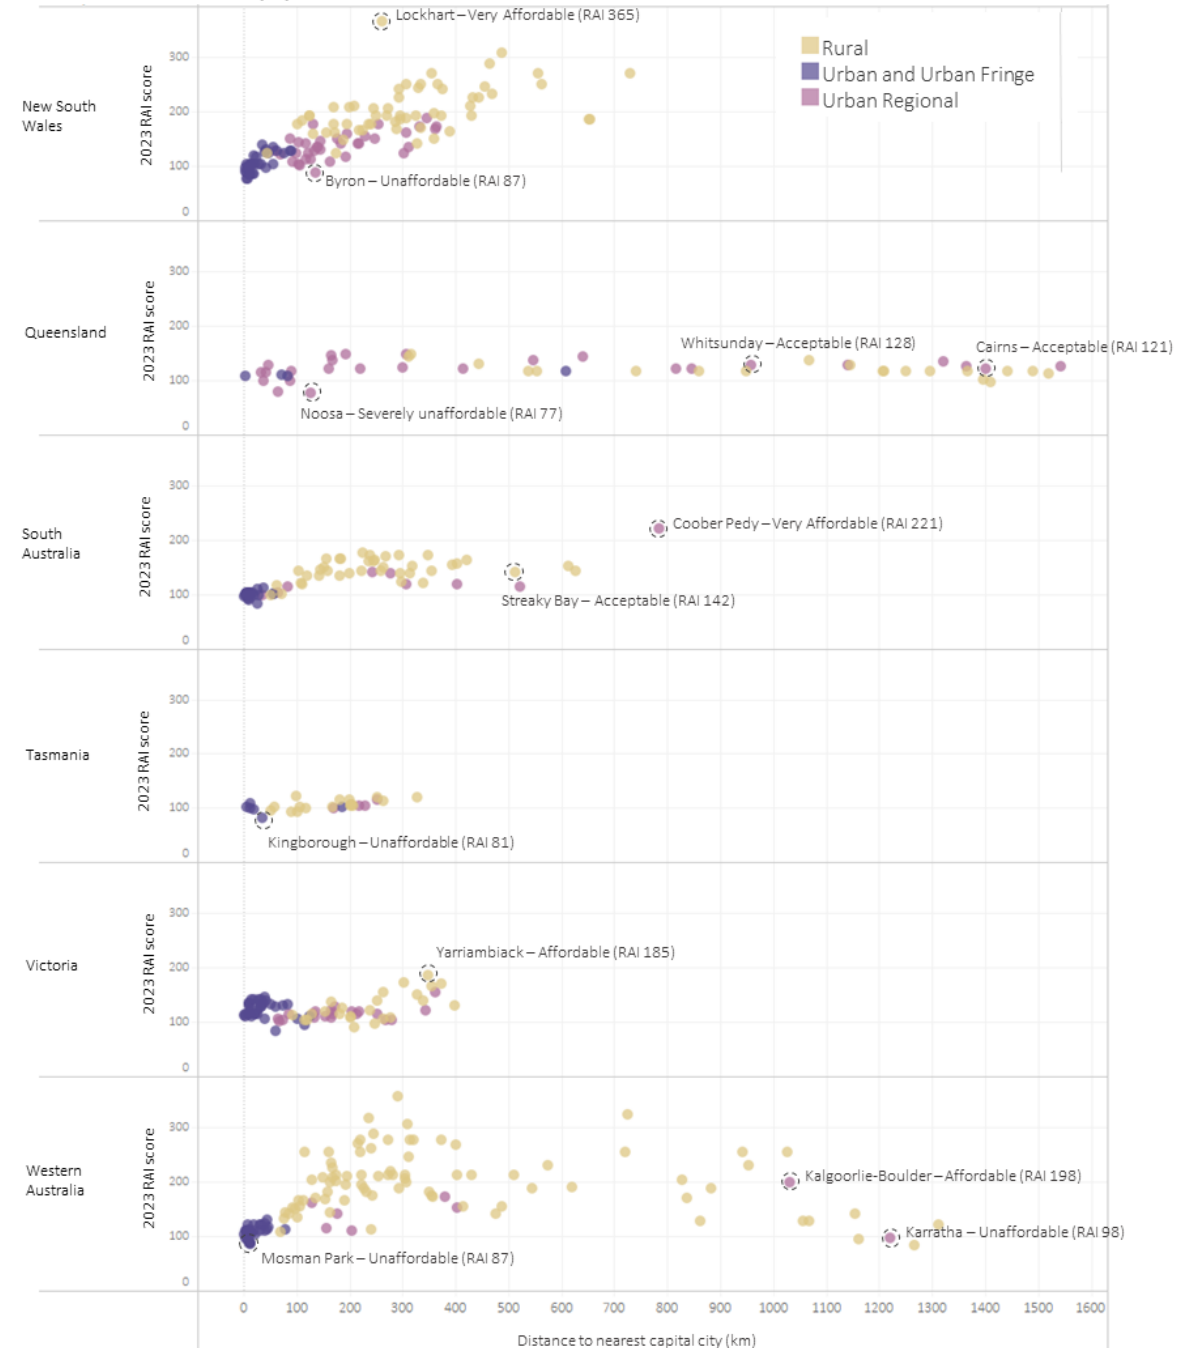 Lockhart – Very Affordable (RAI 365)
Rural
Urban and Urban Fringe
Urban Regional
New South
Wales
2023 RAI score
300
200
100
0
Byron – Unaffordable (RAI 87)
Queensland
2023 RAI score
300
200
100
0
Whitsunday – Acceptable (RAI 128)
Cairns – Acceptable (RAI 121)
Noosa – Severely unaffordable (RAI 77)
South
Australia
2023 RAI score
300
200
100
0
Coober Pedy – Very Affordable (RAI 221)
Streaky Bay – Acceptable (RAI 142)
Tasmania
2023 RAI score
300
200
100
0
Kingborough – Unaffordable (RAI 81)
Victoria
2023 RAI score
300
200
100
0
Yarriambiack – Affordable (RAI 185)
Western
Australia
2023 RAI score
300
200
100
0
Kalgoorlie-Boulder – Affordable (RAI 198)
Karratha – Unaffordable (RAI 98)
Mosman Park – Unaffordable (RAI 87)
0 100 200 300 400 500 600 700 800 900 1000 1100 1200 1300 1400 1500 1600
Distance to nearest capital city (km)